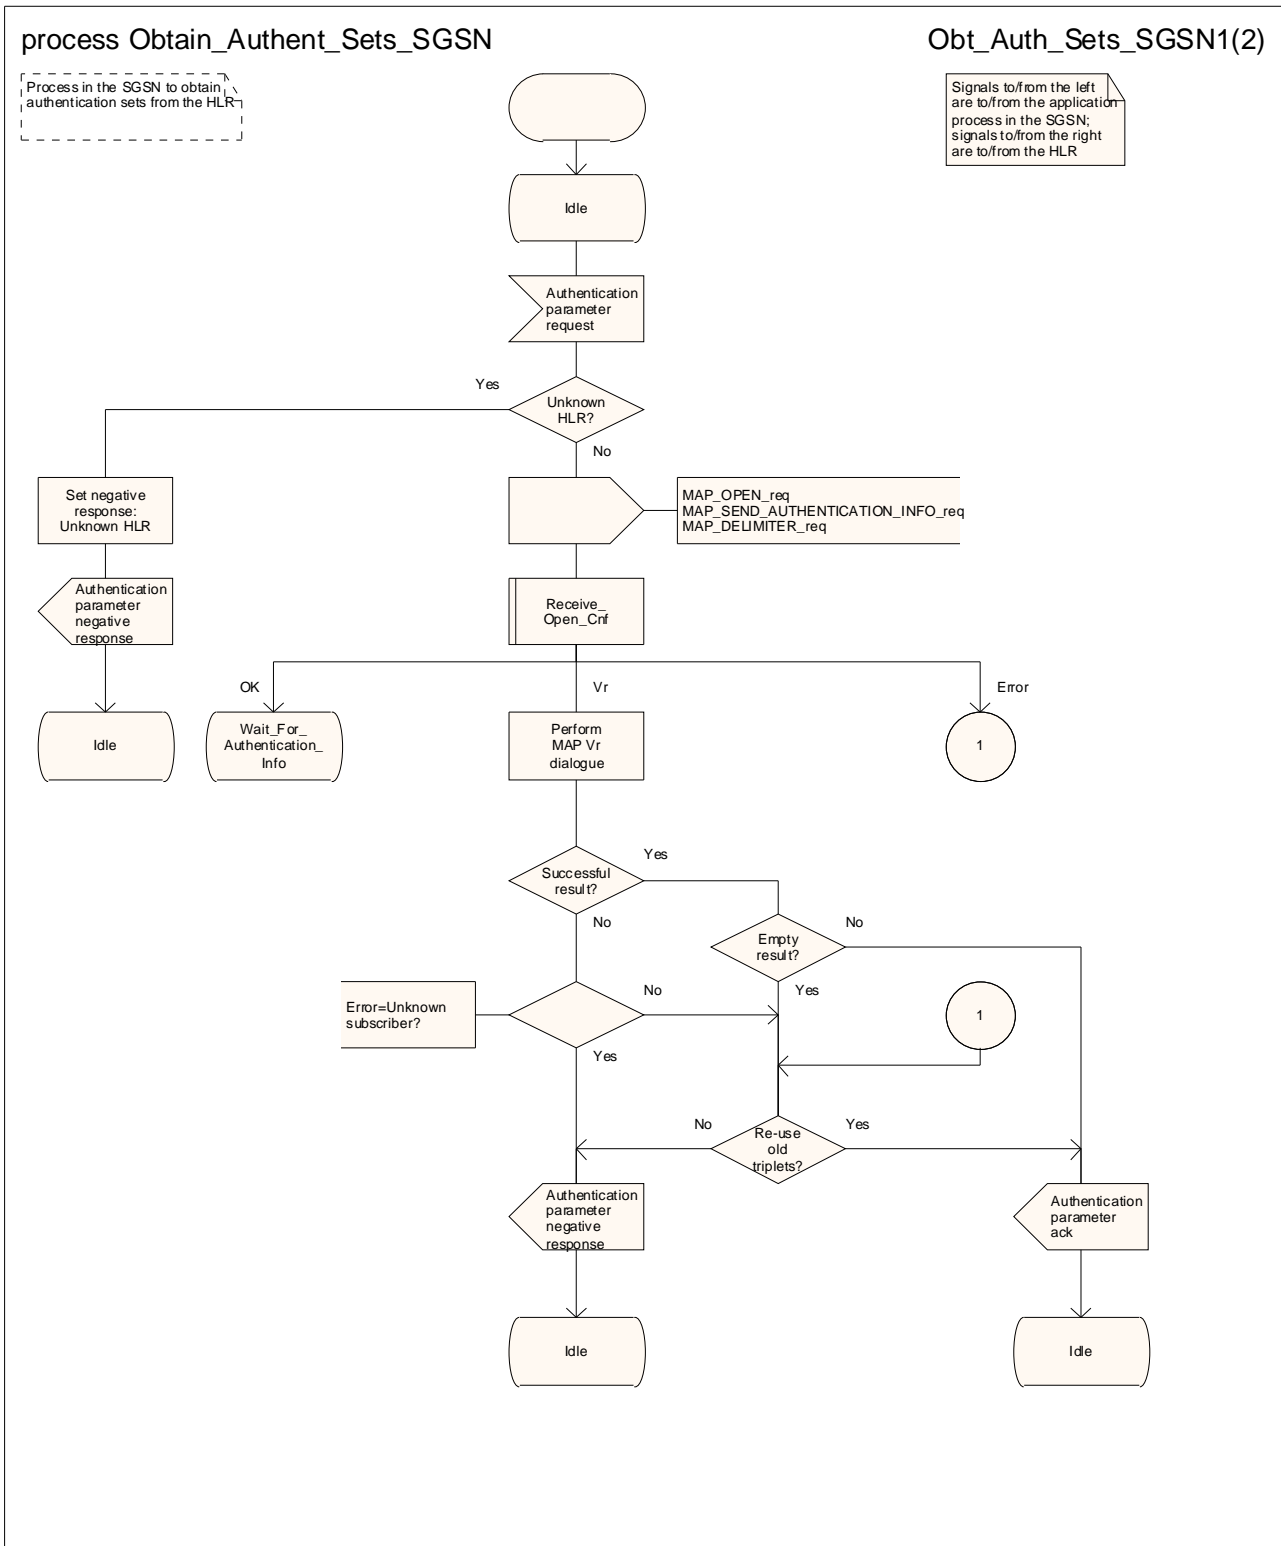 process Obtain_Authent_Sets_SGSN
Obt_Auth_Sets_SGSN1(2)
Process in the SGSN to obtain
authentication sets from the HLR
Signals to/from the left
are to/from the application
process in the SGSN;
signals to/from the right
are to/from the HLR
Idle
Authentication
parameter
request
Yes
Unknown
HLR?
No
Set negative
response:
Unknown HLR
MAP_OPEN_req
MAP_SEND_AUTHENTICATION_INFO_req
MAP_DELIMITER_req
Authentication
parameter
negative
response
Receive_
Open_Cnf
OK
Vr
Error
Idle
Wait_For_
Authentication_
Info
Perform
MAP Vr
dialogue
1
Successful
result?
Yes
No
Empty
result?
No
Yes
Error=Unknown
subscriber?
No
Yes
1
No
Re-use
old
triplets?
Yes
Authentication
parameter
negative
response
Authentication
parameter
ack
Idle
Idle